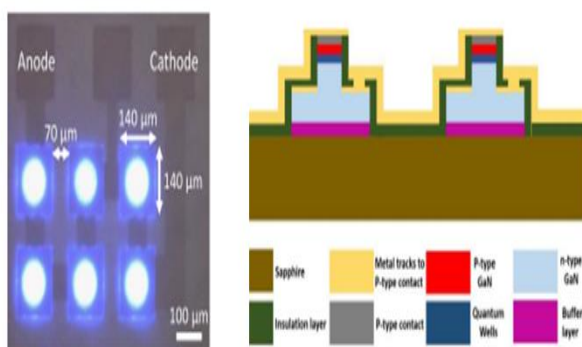 Anode
Cathode
140 µm
70 µm
140 µm
100 µm
Sapphire
Metal tracks to
P-type contact
P-type
GaN
n-type
GaN
Insulation layer
P-type contact
Quantum
Wells
Buffer
layer